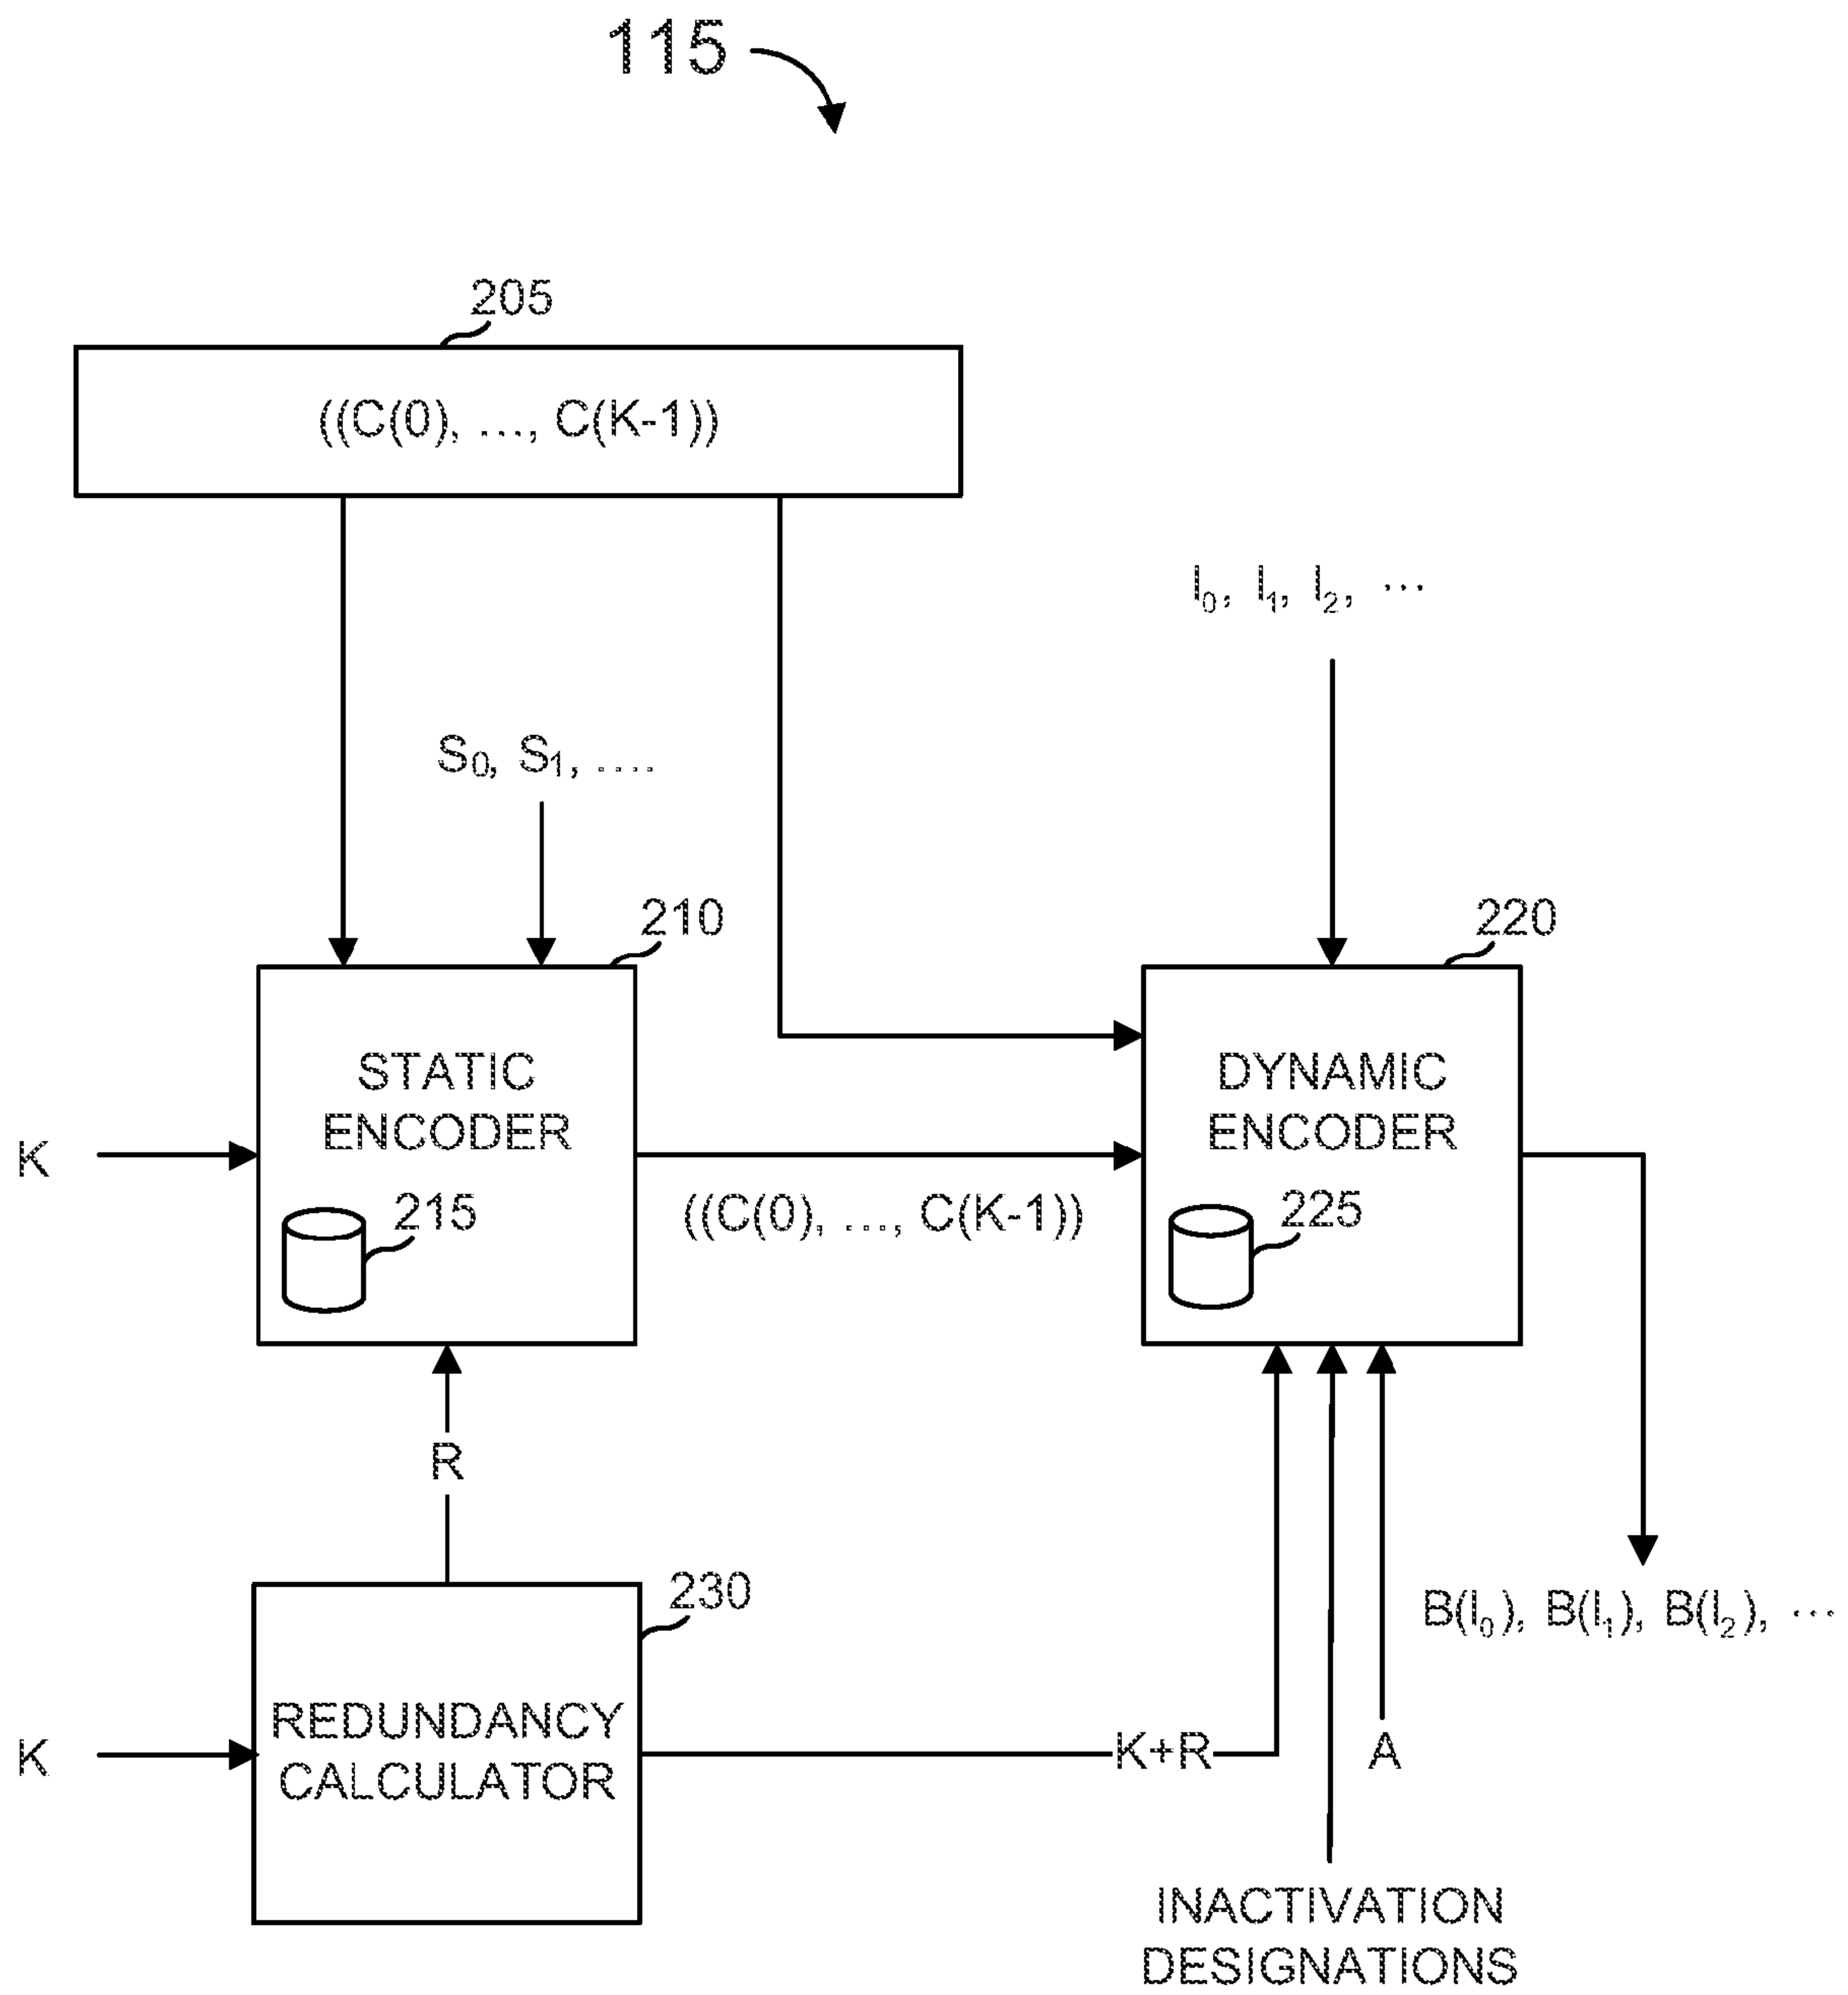 115
205
((C(0), ..., C(K-1))
I₀, I₁, I₂, ...
S₀, S₁, ....
210
220
STATIC
ENCODER
DYNAMIC
ENCODER
K
215
((C(0), ..., C(K-1))
225
R
230
B(I₀), B(I₁), B(I₂), ...
REDUNDANCY
CALCULATOR
K
K+R
A
INACTIVATION
DESIGNATIONS